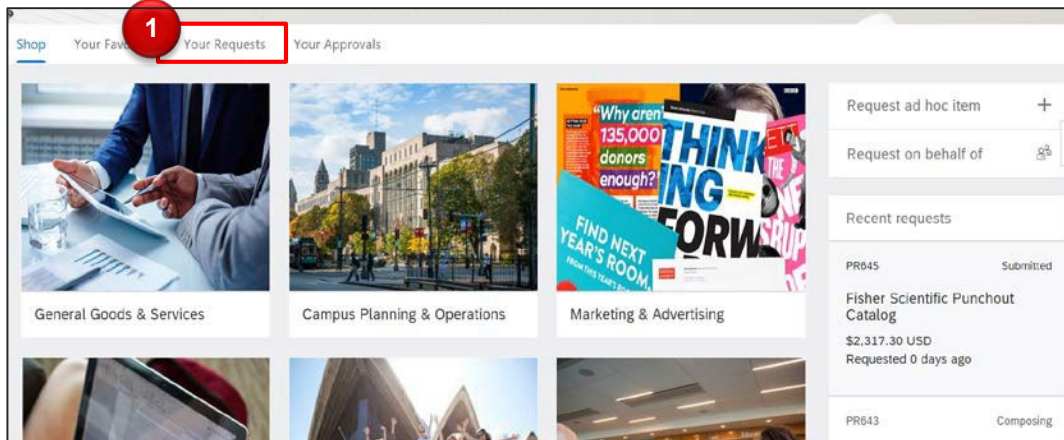 1
Shop Your Requests Your Approvals
"Why aren't
135,000
donors
enough?"
THINK
ING
FORW
FIND NEXT
YEAR'S ROOM.
General Goods & Services
Campus Planning & Operations
Marketing & Advertising
Request ad hoc item +
Request on behalf of
Recent requests
PR645 Submitted
Fisher Scientific Punchout
Catalog
$2,317.30 USD
Requested 0 days ago
PR643 Composing